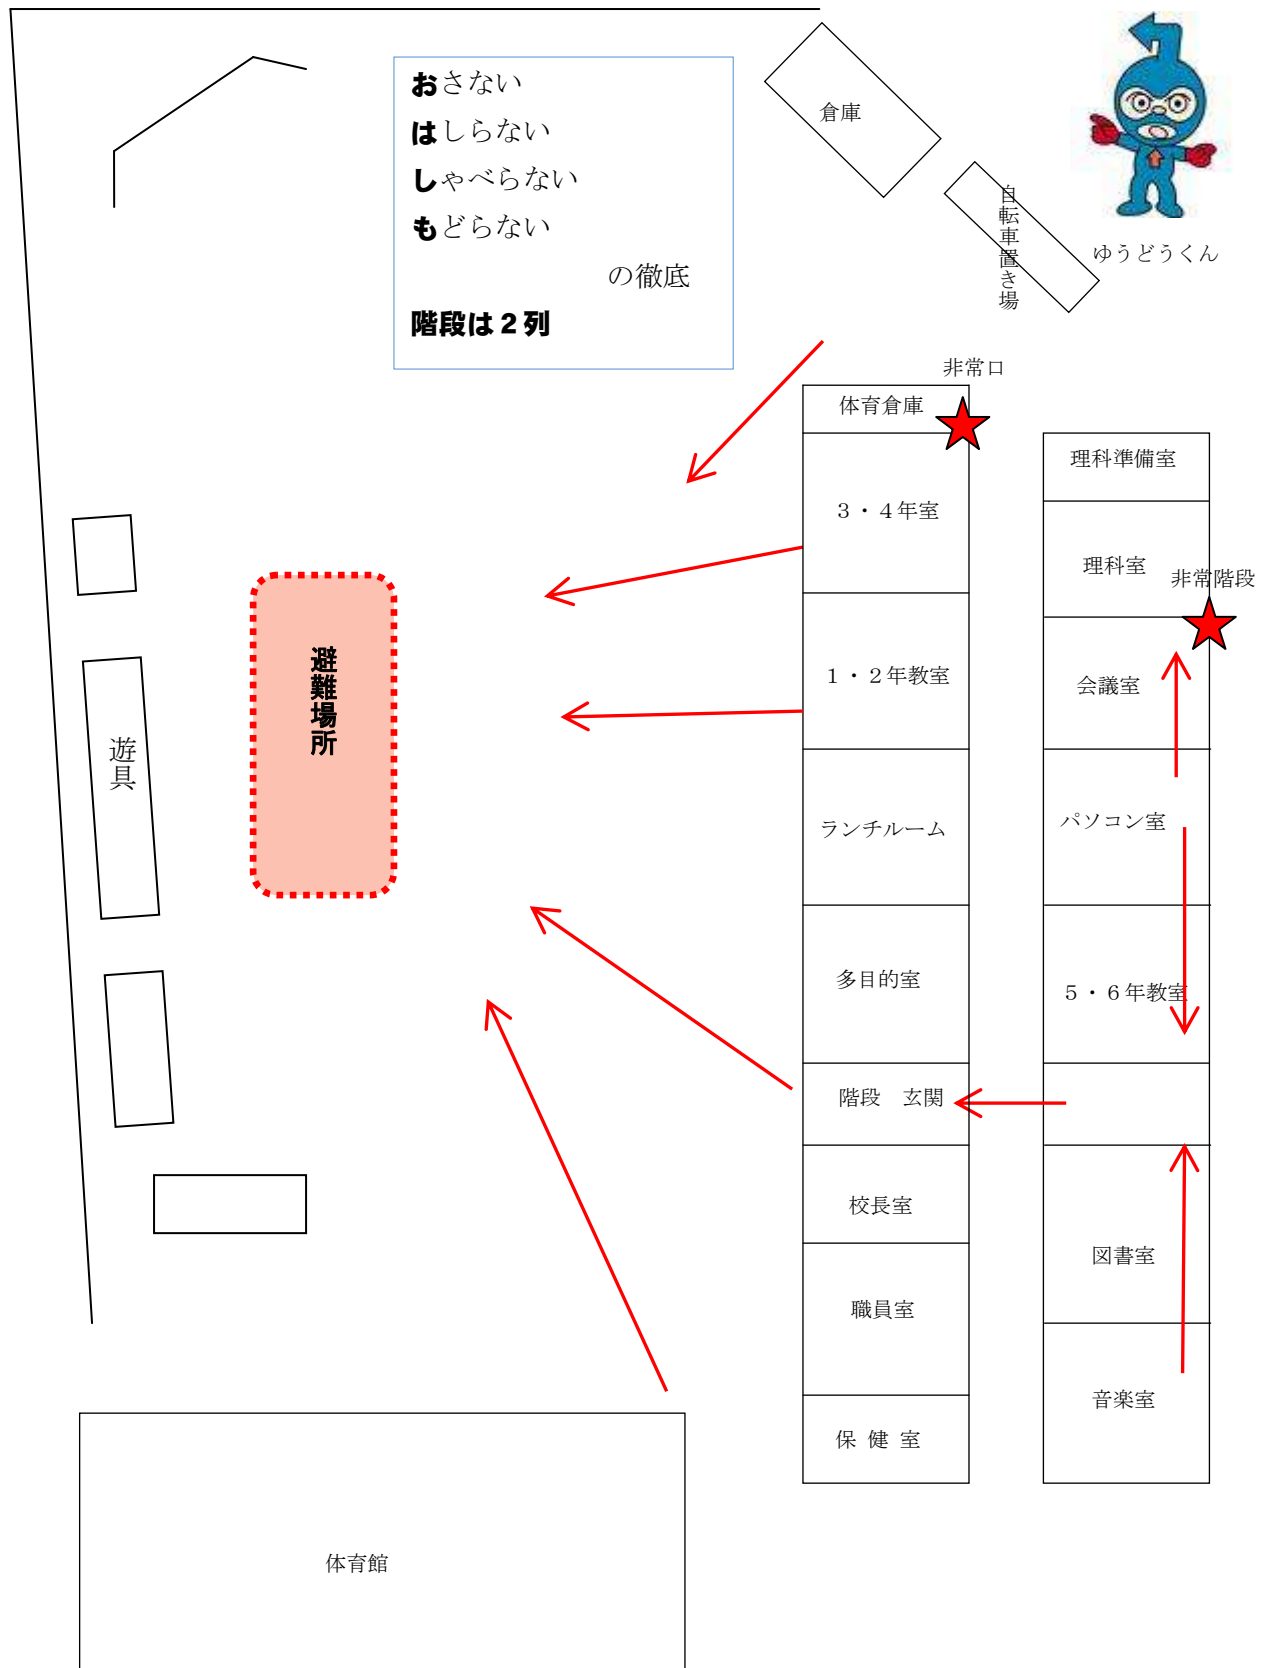 おさない
はしらない
しゃべらない
もどらない
の徹底
階段は２列
倉庫
自転車置き場
ゆうどうくん
非常口
体育倉庫
３・４年室
１・２年教室
ランチルーム
多目的室
階段　玄関
校長室
職員室
保 健 室
理科準備室
理科室
非常階段
会議室
パソコン室
５・６年教室
図書室
音楽室
避難場所
遊具
体育館